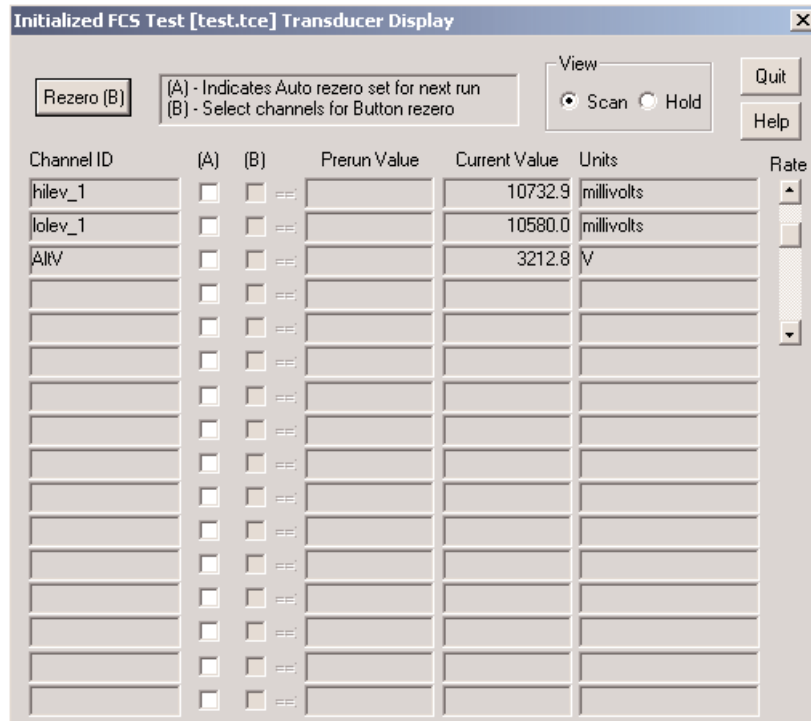 Initialized FCS Test [test.tce] Transducer Display
Rezero (B)
(A) - Indicates Auto rezero set for next run
(B) - Select channels for Button rezero
View
Scan
Hold
Quit
Help
Channel ID (A) (B) Prerun Value Current Value Units Rate
hilev_1 ==: 10732.9 millivolts
lolev_1 ==: 10580.0 millivolts
AltV ==: 3212.8 V
==:
==:
==:
==:
==:
==:
==:
==:
==:
==:
==:
==:
==: